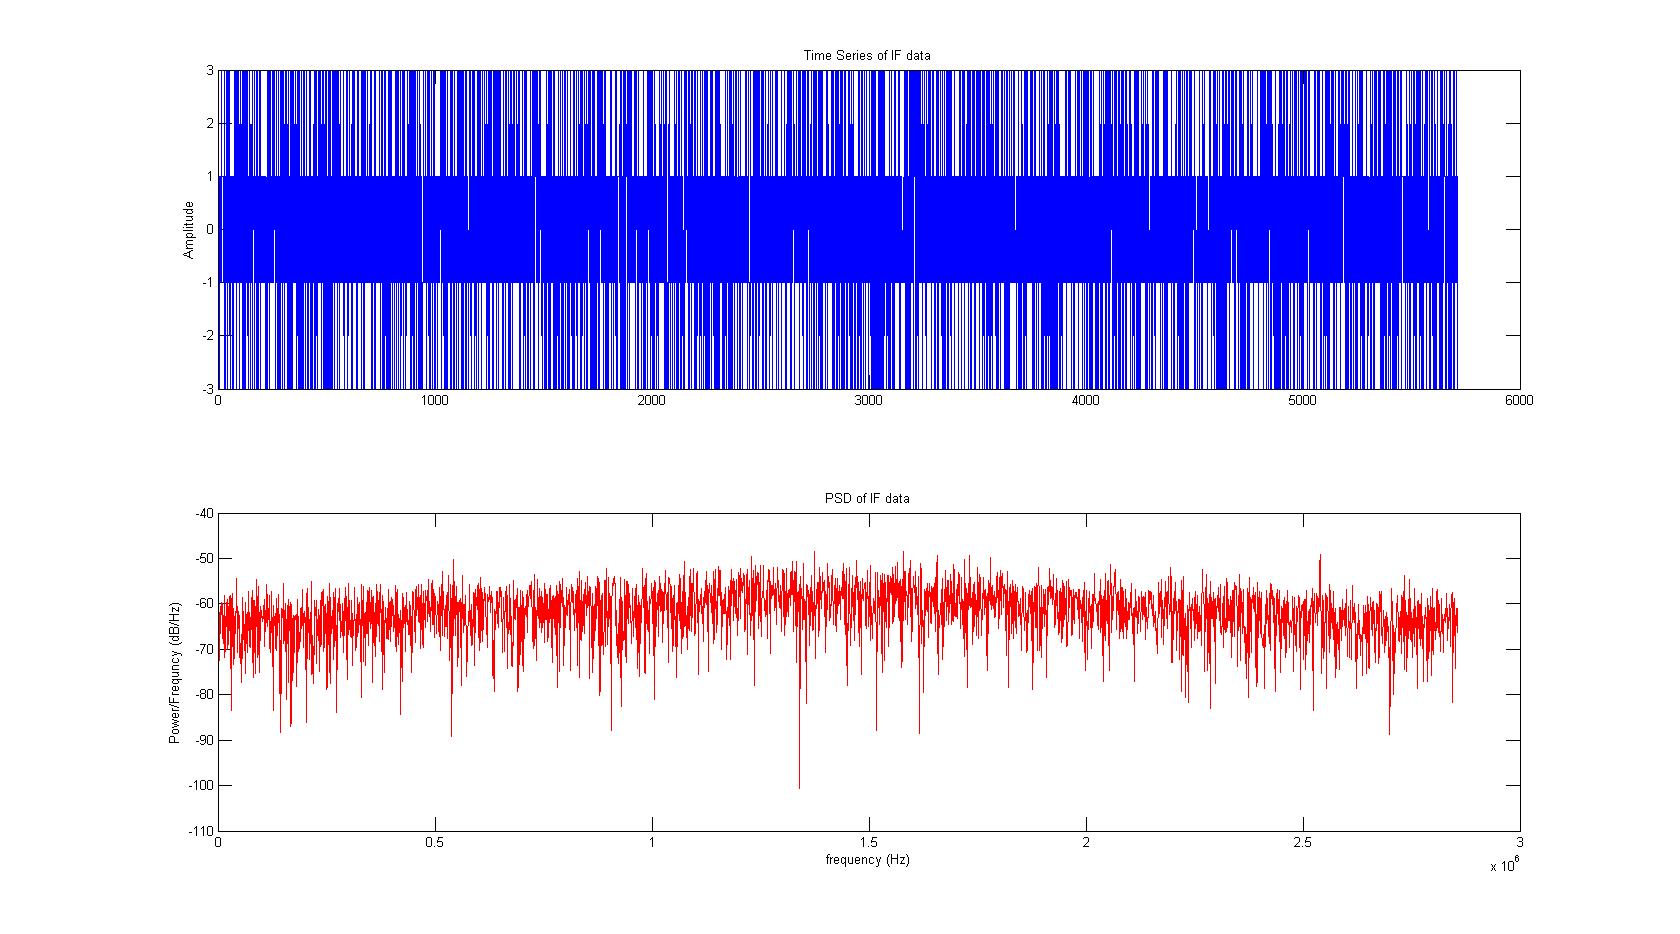 Time Series of IF data
3
2
1
0
-1
-2
-3
Amplitude
0 1000 2000 3000 4000 5000 6000
PSD of IF data
-40
-50
-60
-70
-80
-90
-100
-110
Power/Frequncy (dB/Hz)
0 0.5 1 1.5 2 2.5 3
frequency (Hz)
x 10^6